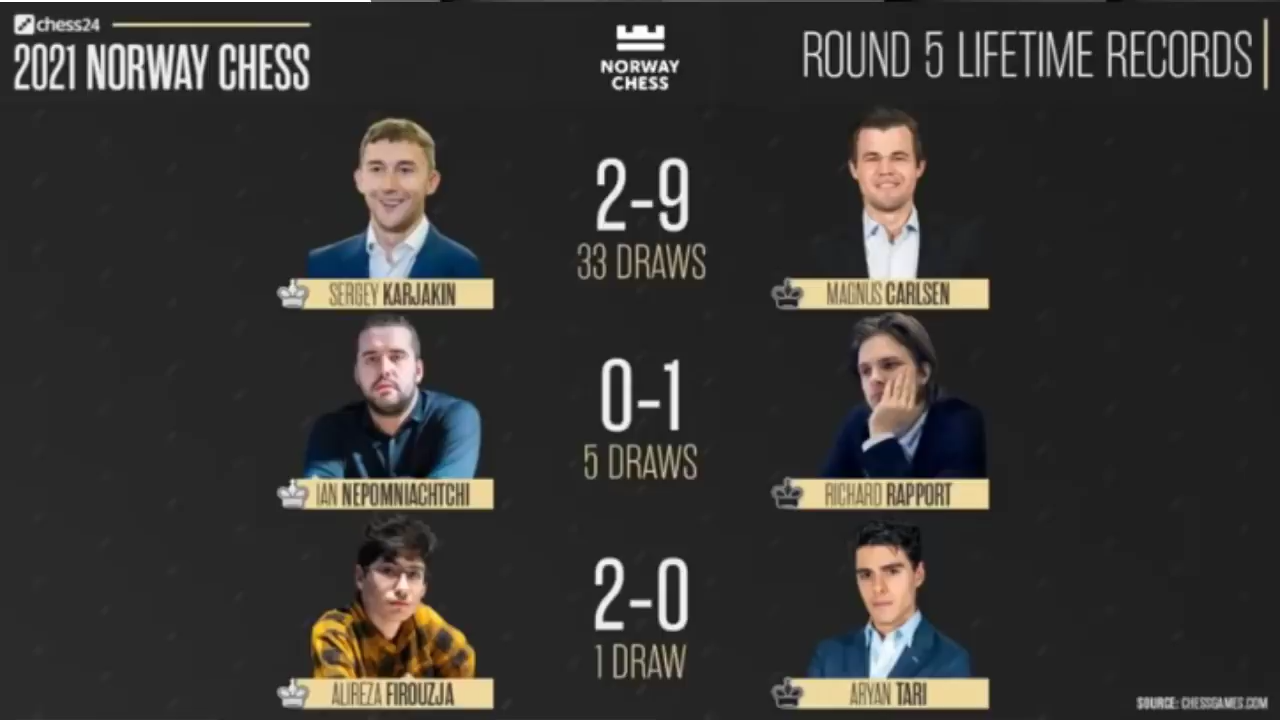 chess24
2021 NORWAY CHESS
NORWAY
CHESS
ROUND 5 LIFETIME RECORDS
2-9
33 DRAWS
SERGEY KARJAKIN
MAGNUS CARLSEN
0-1
5 DRAWS
IAN NEPOMNIACHTCHI
RICHARD RAPPORT
2-0
1 DRAW
ALIREZA FIROUZJA
ARYAN TARI
SOURCE: CHESSGAMES.COM